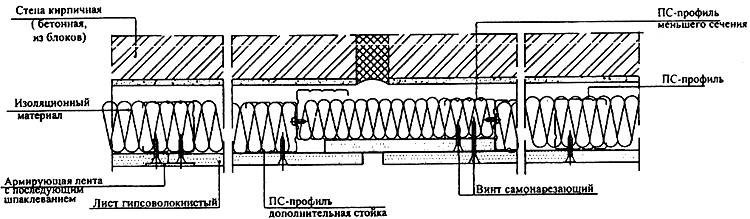 Стена кирпичная
( бетонная,
из блоков)
ПС-профиль
меньшего сечения
ПС-профиль
Изоляционный
материал
Армирующая лента
с последующим
шпаклеванием
Лист гипсоволокнистый
ПС-профиль
дополнительная стойка
Винт самонарезающий